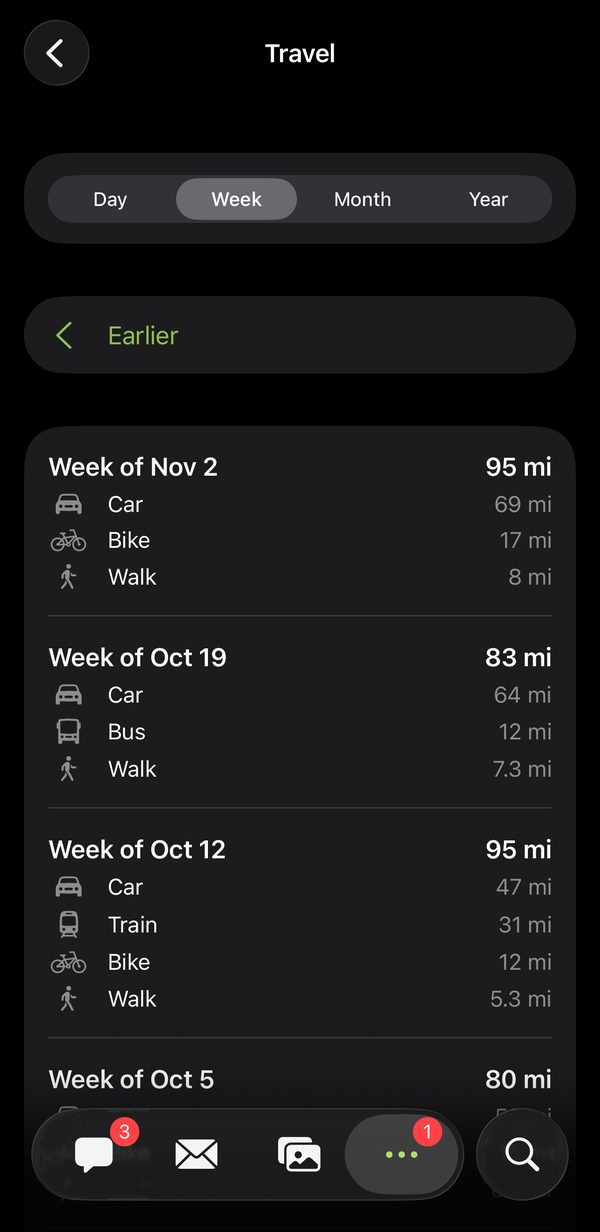 Travel
Day Week Month Year
Earlier
Week of Nov 2 95 mi
Car 69 mi
Bike 17 mi
Walk 8 mi
Week of Oct 19 83 mi
Car 64 mi
Bus 12 mi
Walk 7.3 mi
Week of Oct 12 95 mi
Car 47 mi
Train 31 mi
Bike 12 mi
Walk 5.3 mi
Week of Oct 5 80 mi
3 1